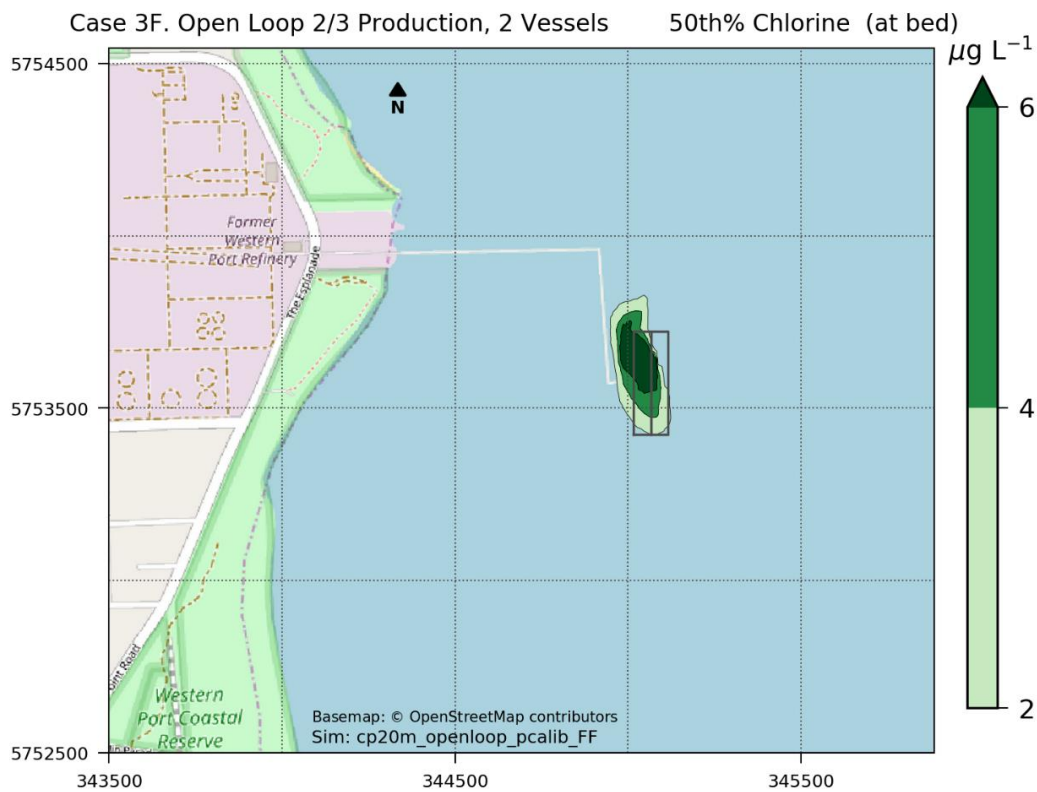 Case 3F. Open Loop 2/3 Production, 2 Vessels 50th% Chlorine (at bed)
μg L⁻¹
5754500
N
6
Former
Western
Port Refinery
The Esplanade
5753500
4
oint Road
Western
Port Coastal
Reserve
Basemap: © OpenStreetMap contributors
Sim: cp20m_openloop_pcalib_FF
2
5752500
343500
344500
345500